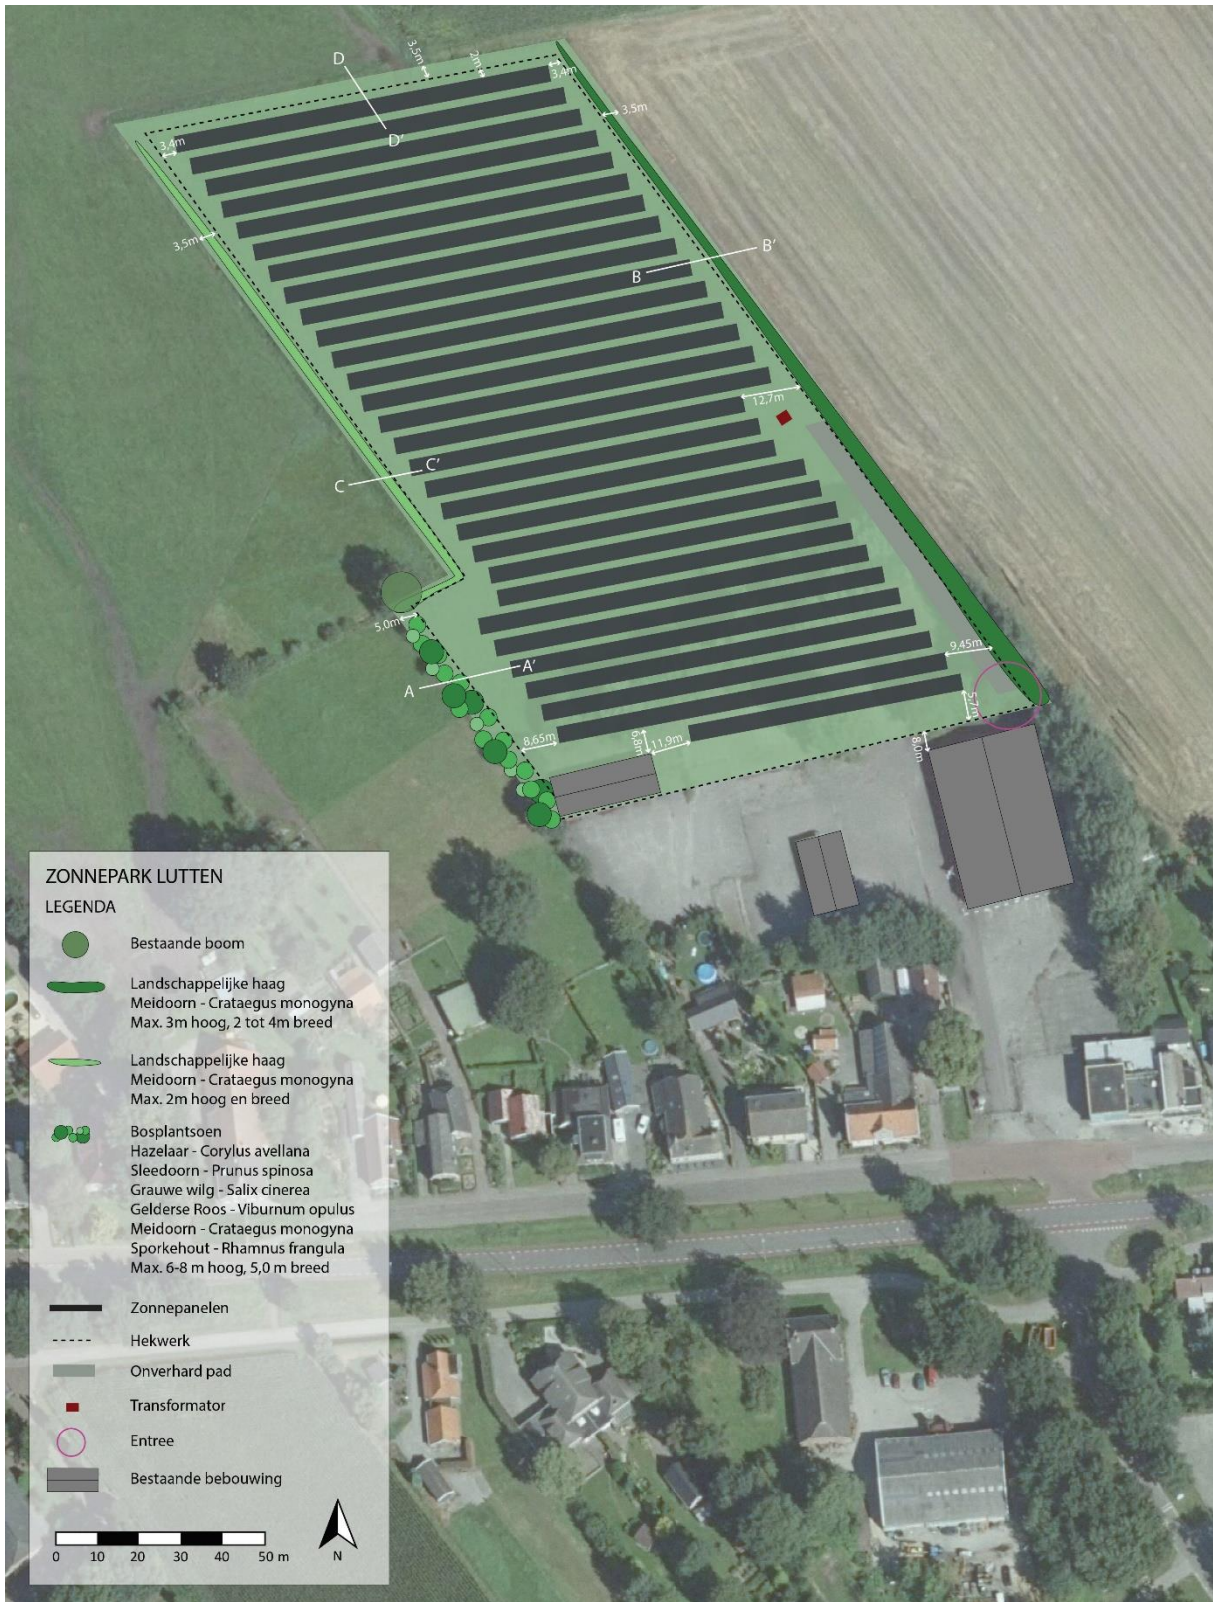 D
3,5m
2m
3,4m
3,5m
D'
3,4m
3,5m
B'
B
12,7m
C'
C
5,0m
A'
A
9,45m
5,7m
8,65m
6,8m
11,9m
8,0m
ZONNEPARK LUTTEN
LEGENDA
Bestaande boom
Landschappelijke haag
Meidoorn - Crataegus monogyna
Max. 3m hoog, 2 tot 4m breed
Landschappelijke haag
Meidoorn - Crataegus monogyna
Max. 2m hoog en breed
Bosplantsoen
Hazelaar - Corylus avellana
Sleedoorn - Prunus spinosa
Grauwe wilg - Salix cinerea
Gelderse Roos - Viburnum opulus
Meidoorn - Crataegus monogyna
Sporkehout - Rhamnus frangula
Max. 6-8 m hoog, 5,0 m breed
Zonnepanelen
Hekwerk
Onverhard pad
Transformator
Entree
Bestaande bebouwing
0 10 20 30 40 50 m
N